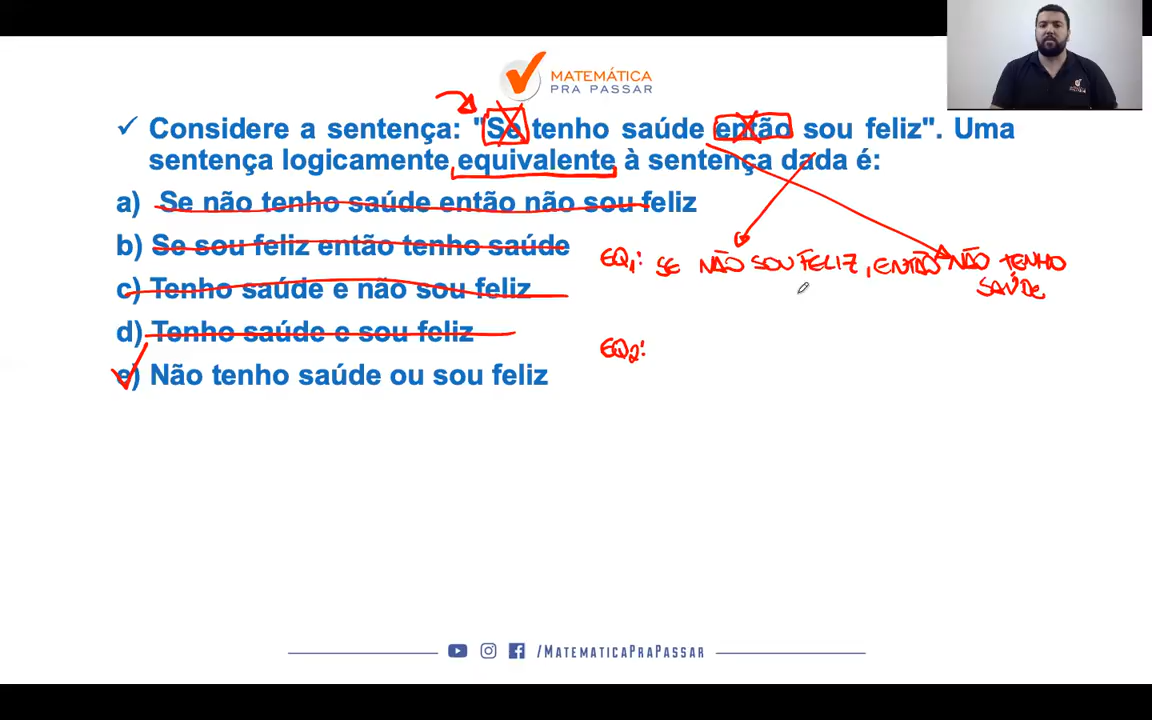 MATEMÁTICA
PRA PASSAR
✓ Considere a sentença: "Se tenho saúde então sou feliz". Uma
sentença logicamente equivalente à sentença dada é:
a) Se não tenho saúde então não sou feliz
b) Se sou feliz então tenho saúde
c) Tenho saúde e não sou feliz
d) Tenho saúde e sou feliz
e) Não tenho saúde ou sou feliz
EQ1: SE NÃO SOU FELIZ, ENTÃO NÃO TENHO
SAÚDE
EQ2:
/MATEMATICAPRAPASSAR